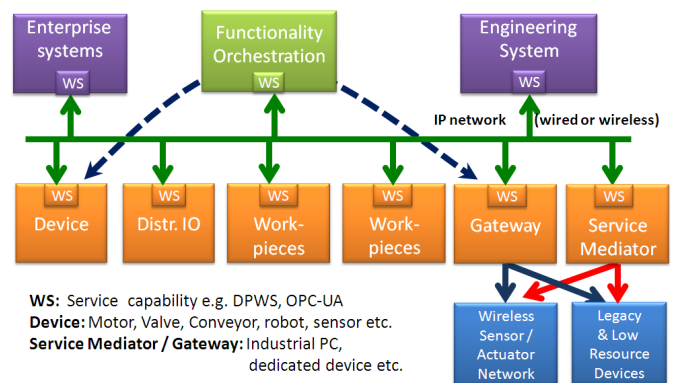 Enterprise
systems
WS
Functionality
Orchestration
WS
Engineering
System
WS
IP network (wired or wireless)
WS
Device
WS
Distr. IO
WS
Work-
pieces
WS
Work-
pieces
WS
Gateway
WS
Service
Mediator
WS: Service capability e.g. DPWS, OPC-UA
Device: Motor, Valve, Conveyor, robot, sensor etc.
Service Mediator / Gateway: Industrial PC,
dedicated device etc.
Wireless
Sensor /
Actuator
Network
Legacy
& Low
Resource
Devices